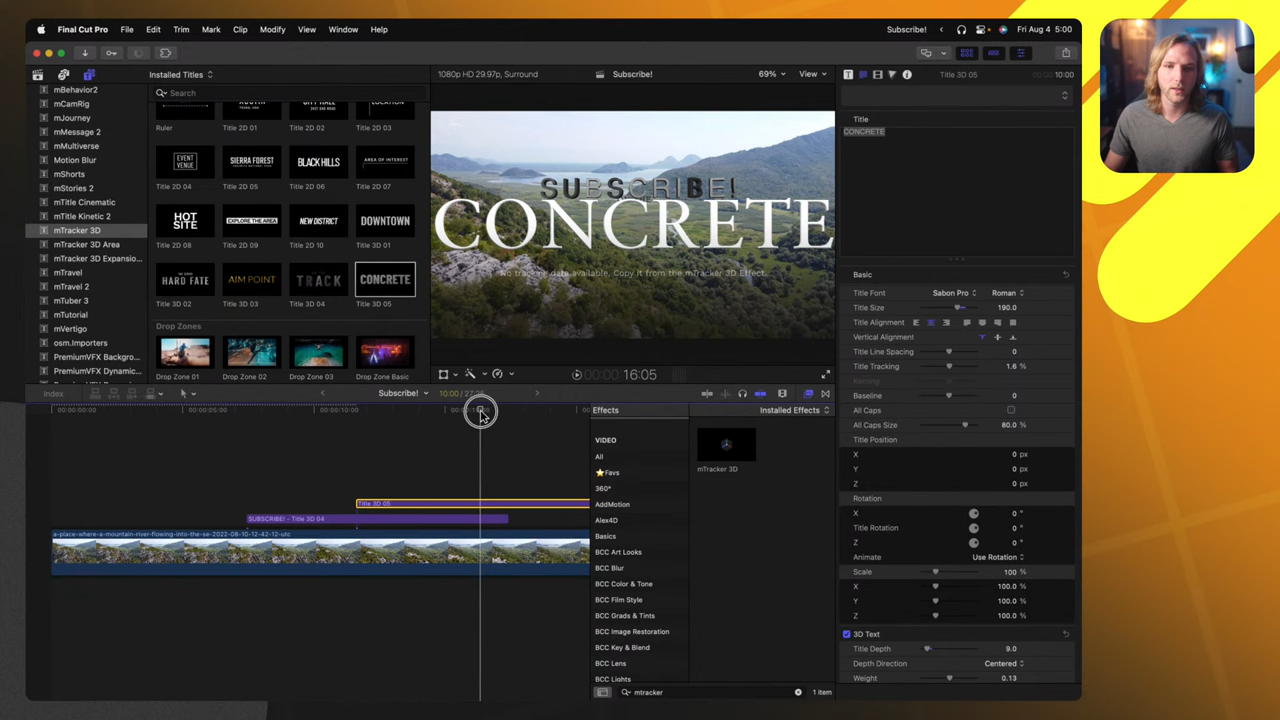 Final Cut Pro File Edit Trim Mark Clip Modify View Window Help Subscribe! Fri Aug 4 5:00
Installed Titles 1080p HD 29.97p, Surround Subscribe! 69% View Title 3D 05 10:00
mBehavior2
mCamRig
mJourney
mMessage 2
mMultiverse
Motion Blur
mShorts
mStories 2
mTitle Cinematic
mTitle Kinetic 2
mTracker 3D
mTracker 3D Area
mTracker 3D Expansio...
mTravel
mTuber 3
mTutorial
mVertigo
osm.Importers
PremiumVFX Backgro...
PremiumVFX Dynamic...
Search
Ruler Title 2D 01 Title 2D 02 Title 2D 03
EVENT VENUE SIERRA FOREST BLACK HILLS AREA OF INTEREST
Title 2D 04 Title 2D 05 Title 2D 06 Title 2D 07
HOT SITE EXPLORE THE AREA NEW DISTRICT DOWNTOWN
Title 2D 08 Title 2D 09 Title 2D 10 Title 3D 01
HARD FATE AIM POINT TRACK CONCRETE
Title 3D 02 Title 3D 03 Title 3D 04 Title 3D 05
Drop Zones
Drop Zone 01 Drop Zone 02 Drop Zone 03 Drop Zone Basic
SUBSCRIBE!
CONCRETE
No tracking data available. Copy it from the mTracker 3D Effect.
16:05
Title
CONCRETE
Basic
Title Font Sabon Pro Roman
Title Size 190.0
Title Alignment
Vertical Alignment
Title Line Spacing 0
Title Tracking 1.6 %
Kerning
Baseline 0
All Caps
All Caps Size 80.0 %
Title Position
X 0 px
Y 0 px
Z 0 px
Rotation
X 0 °
Title Rotation 0 °
Z 0 °
Animate Use Rotation
Scale 100 %
X 100.0 %
Y 100.0 %
Z 100.0 %
3D Text
Title Depth 9.0
Depth Direction Centered
Weight 0.13
Index Subscribe! 10:00
00:00:00:00 00:00:05:00 00:00:10:00
Title 3D 05
SUBSCRIBE! - Title 3D 04
a-place-where-a-mountain-river-flowing-into-the-se-2022-08-10-12-42-12-utc
Effects Installed Effects
VIDEO
All
Favs
360°
AddMotion
Alex4D
Basics
BCC Art Looks
BCC Blur
BCC Color & Tone
BCC Film Style
BCC Grads & Tints
BCC Image Restoration
BCC Key & Blend
BCC Lens
BCC Lights
mTracker 3D
mtracker 1 item